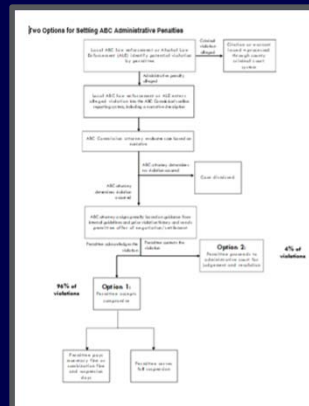 Two Options for Settling ABC Administrative Penalties
Local ABC law enforcement or Alcohol Law
Enforcement (ALE) identify potential violation
by permittee
Criminal
violation
alleged
Citation or warrant
issued + processed
through
criminal court
system
Administrative penalty
alleged
Local ABC law enforcement or ALE enters
alleged violation into the ABC Commission's online
reporting system, including a narrative description
ABC Commission attorney evaluates case based on
narrative
ABC attorney determines
no violation occurred
Case dismissed
ABC attorney
determines violation
occurred
ABC attorney assigns penalty based on guidance from
internal guidelines and prior violation history and sends
permittee offer of negotiation/settlement
Permittee acknowledges the
violation
Permittee contests the
violation
Option 2:
Permittee proceeds to
administrative court for
judgement and resolution
4% of
violations
96% of
violations
Option 1:
Permittee accepts
compromise
Permittee pays
monetary fine or
combination fine
and suspension
days
Permittee serves
full suspension